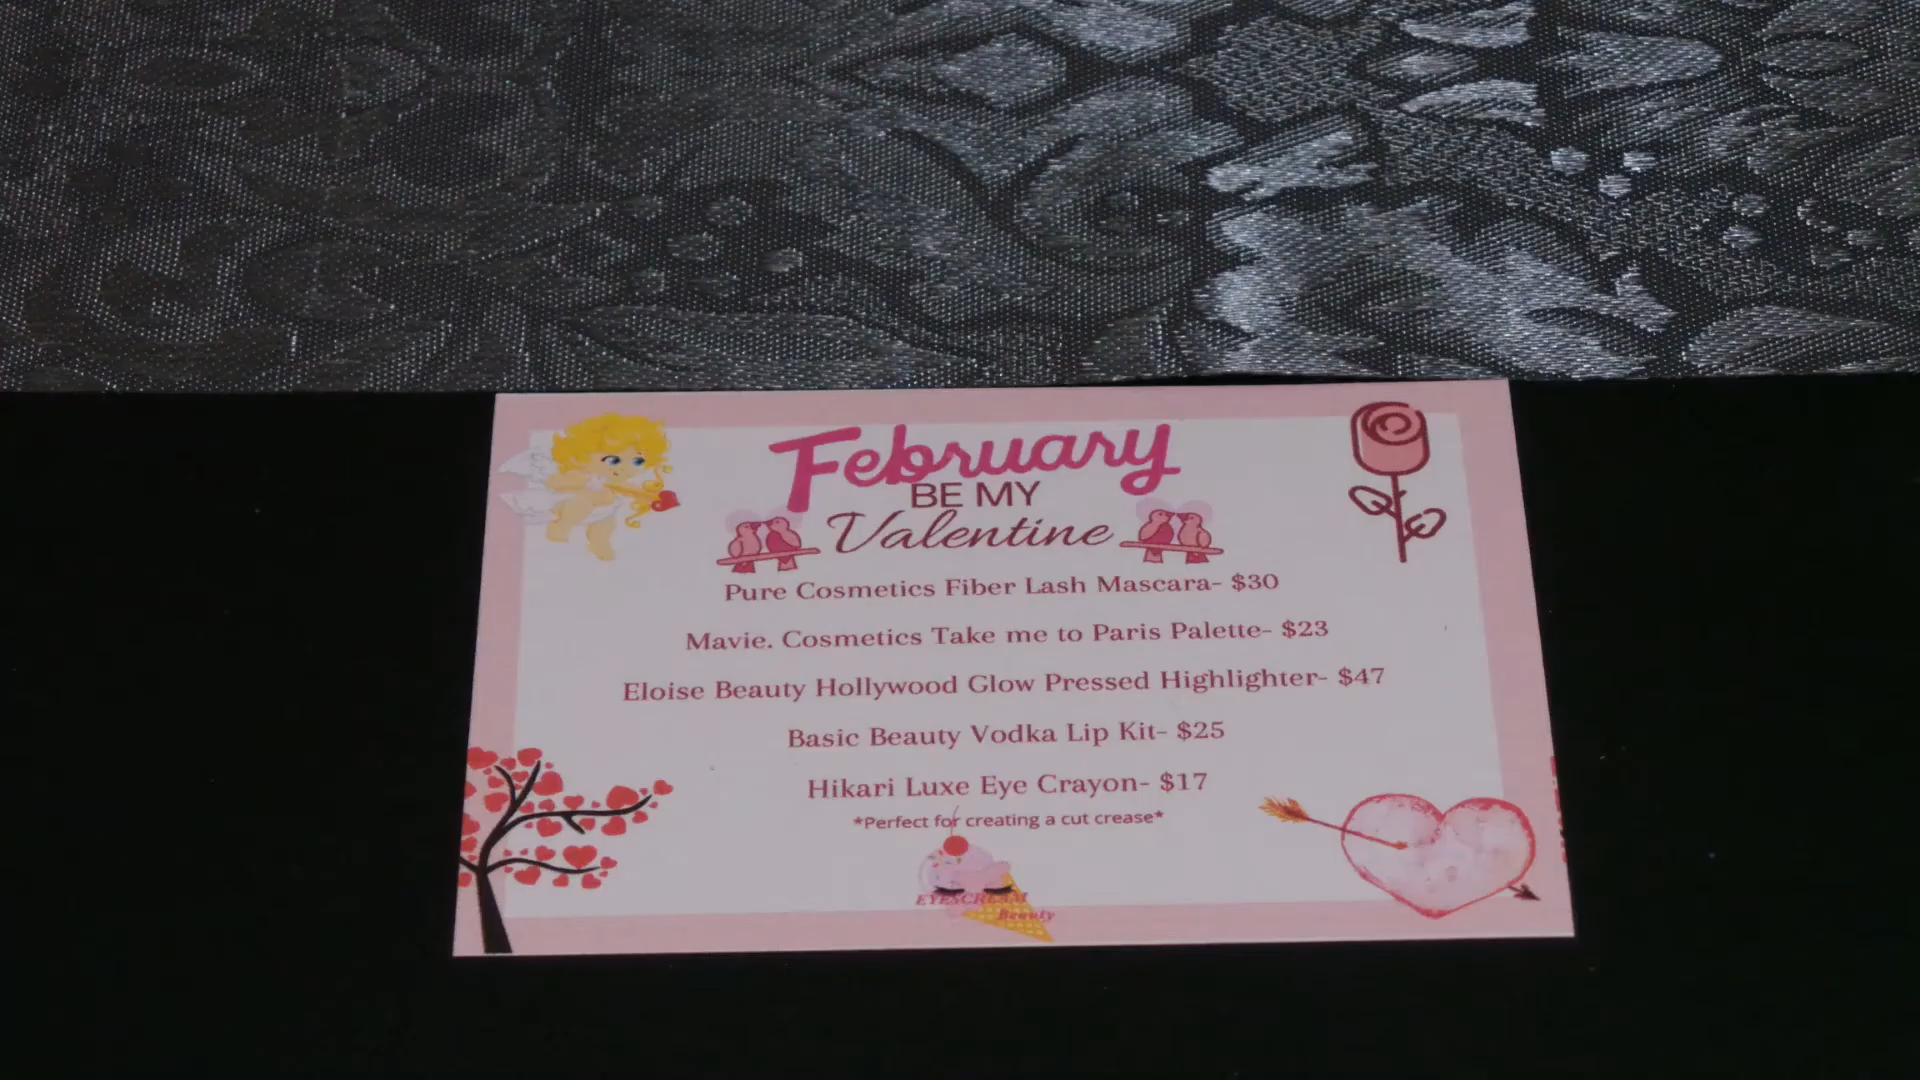 February
BE MY
Valentine
Pure Cosmetics Fiber Lash Mascara- $30
Mavie. Cosmetics Take me to Paris Palette- $23
Eloise Beauty Hollywood Glow Pressed Highlighter- $47
Basic Beauty Vodka Lip Kit- $25
Hikari Luxe Eye Crayon- $17
*Perfect for creating a cut crease*
EYESCREAM
Beauty